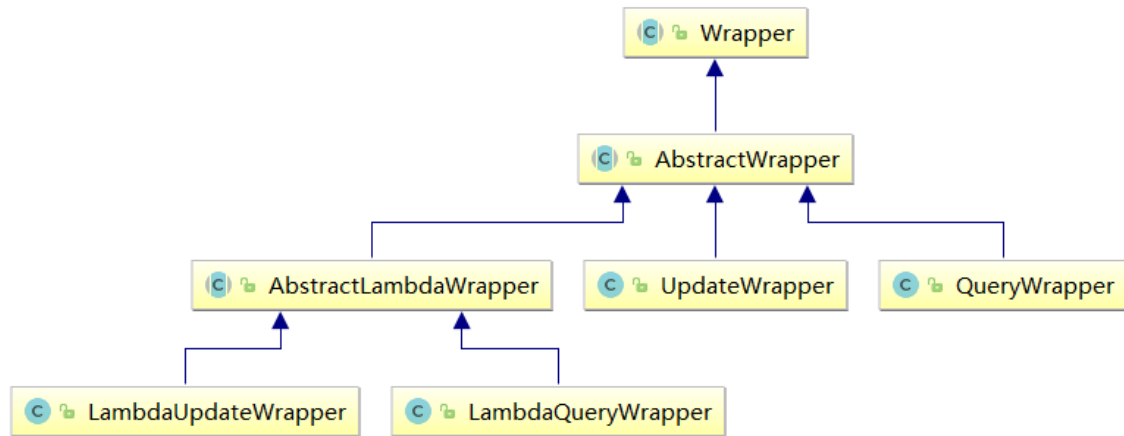 Wrapper
AbstractWrapper
AbstractLambdaWrapper
UpdateWrapper
QueryWrapper
LambdaUpdateWrapper
LambdaQueryWrapper